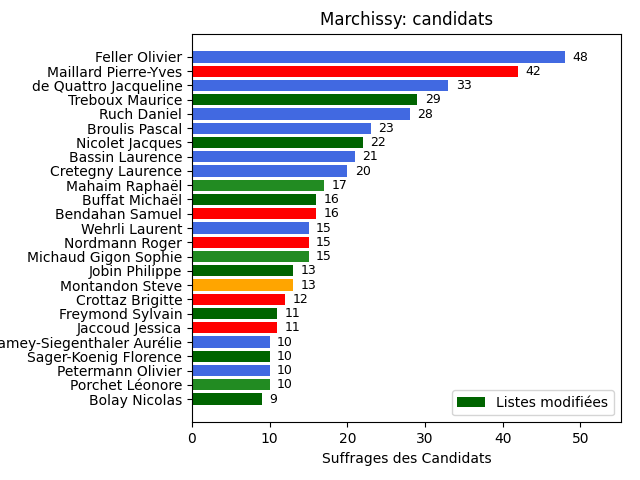 Marchissy: candidats
Feller Olivier 48
Maillard Pierre-Yves 42
de Quattro Jacqueline 33
Treboux Maurice 29
Ruch Daniel 28
Broulis Pascal 23
Nicolet Jacques 22
Bassin Laurence 21
Cretegny Laurence 20
Mahaim Raphaël 17
Buffat Michaël 16
Bendahan Samuel 16
Wehrli Laurent 15
Nordmann Roger 15
Michaud Gigon Sophie 15
Jobin Philippe 13
Montandon Steve 13
Crottaz Brigitte 12
Freymond Sylvain 11
Jaccoud Jessica 11
amey-Siegenthaler Aurélie 10
Sager-Koenig Florence 10
Petermann Olivier 10
Porchet Léonore 10
Bolay Nicolas 9
Listes modifiées
0 10 20 30 40 50
Suffrages des Candidats